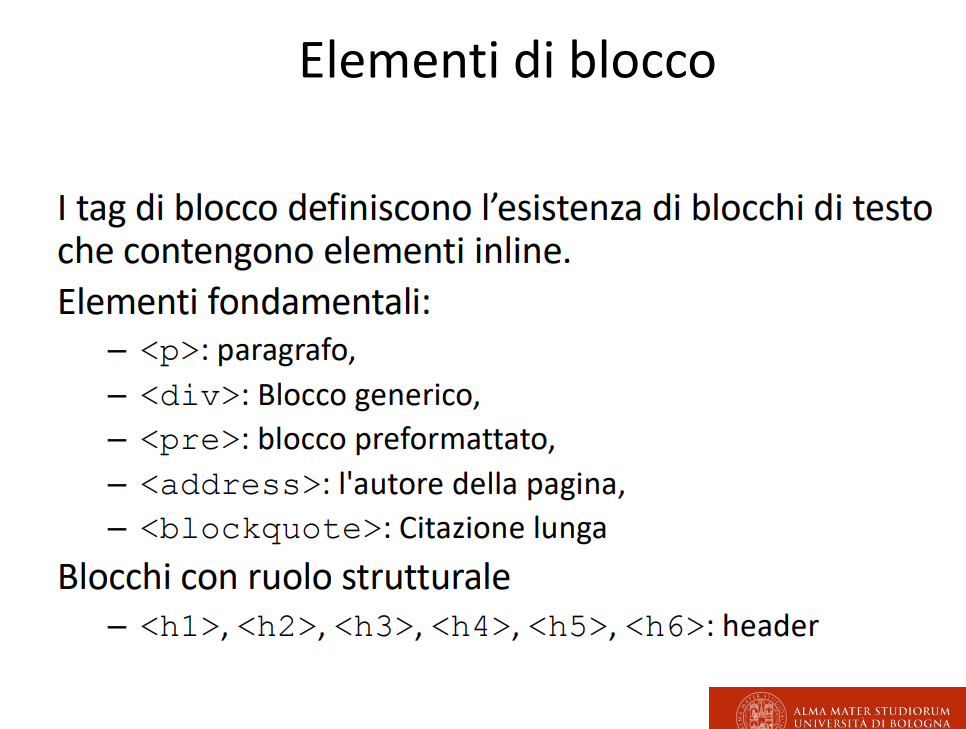 Elementi di blocco
I tag di blocco definiscono l’esistenza di blocchi di testo
che contengono elementi inline.
Elementi fondamentali:
– <p>: paragrafo,
– <div>: Blocco generico,
– <pre>: blocco preformattato,
– <address>: l'autore della pagina,
– <blockquote>: Citazione lunga
Blocchi con ruolo strutturale
– <h1>, <h2>, <h3>, <h4>, <h5>, <h6>: header
ALMA MATER STUDIORUM
UNIVERSITÀ DI BOLOGNA